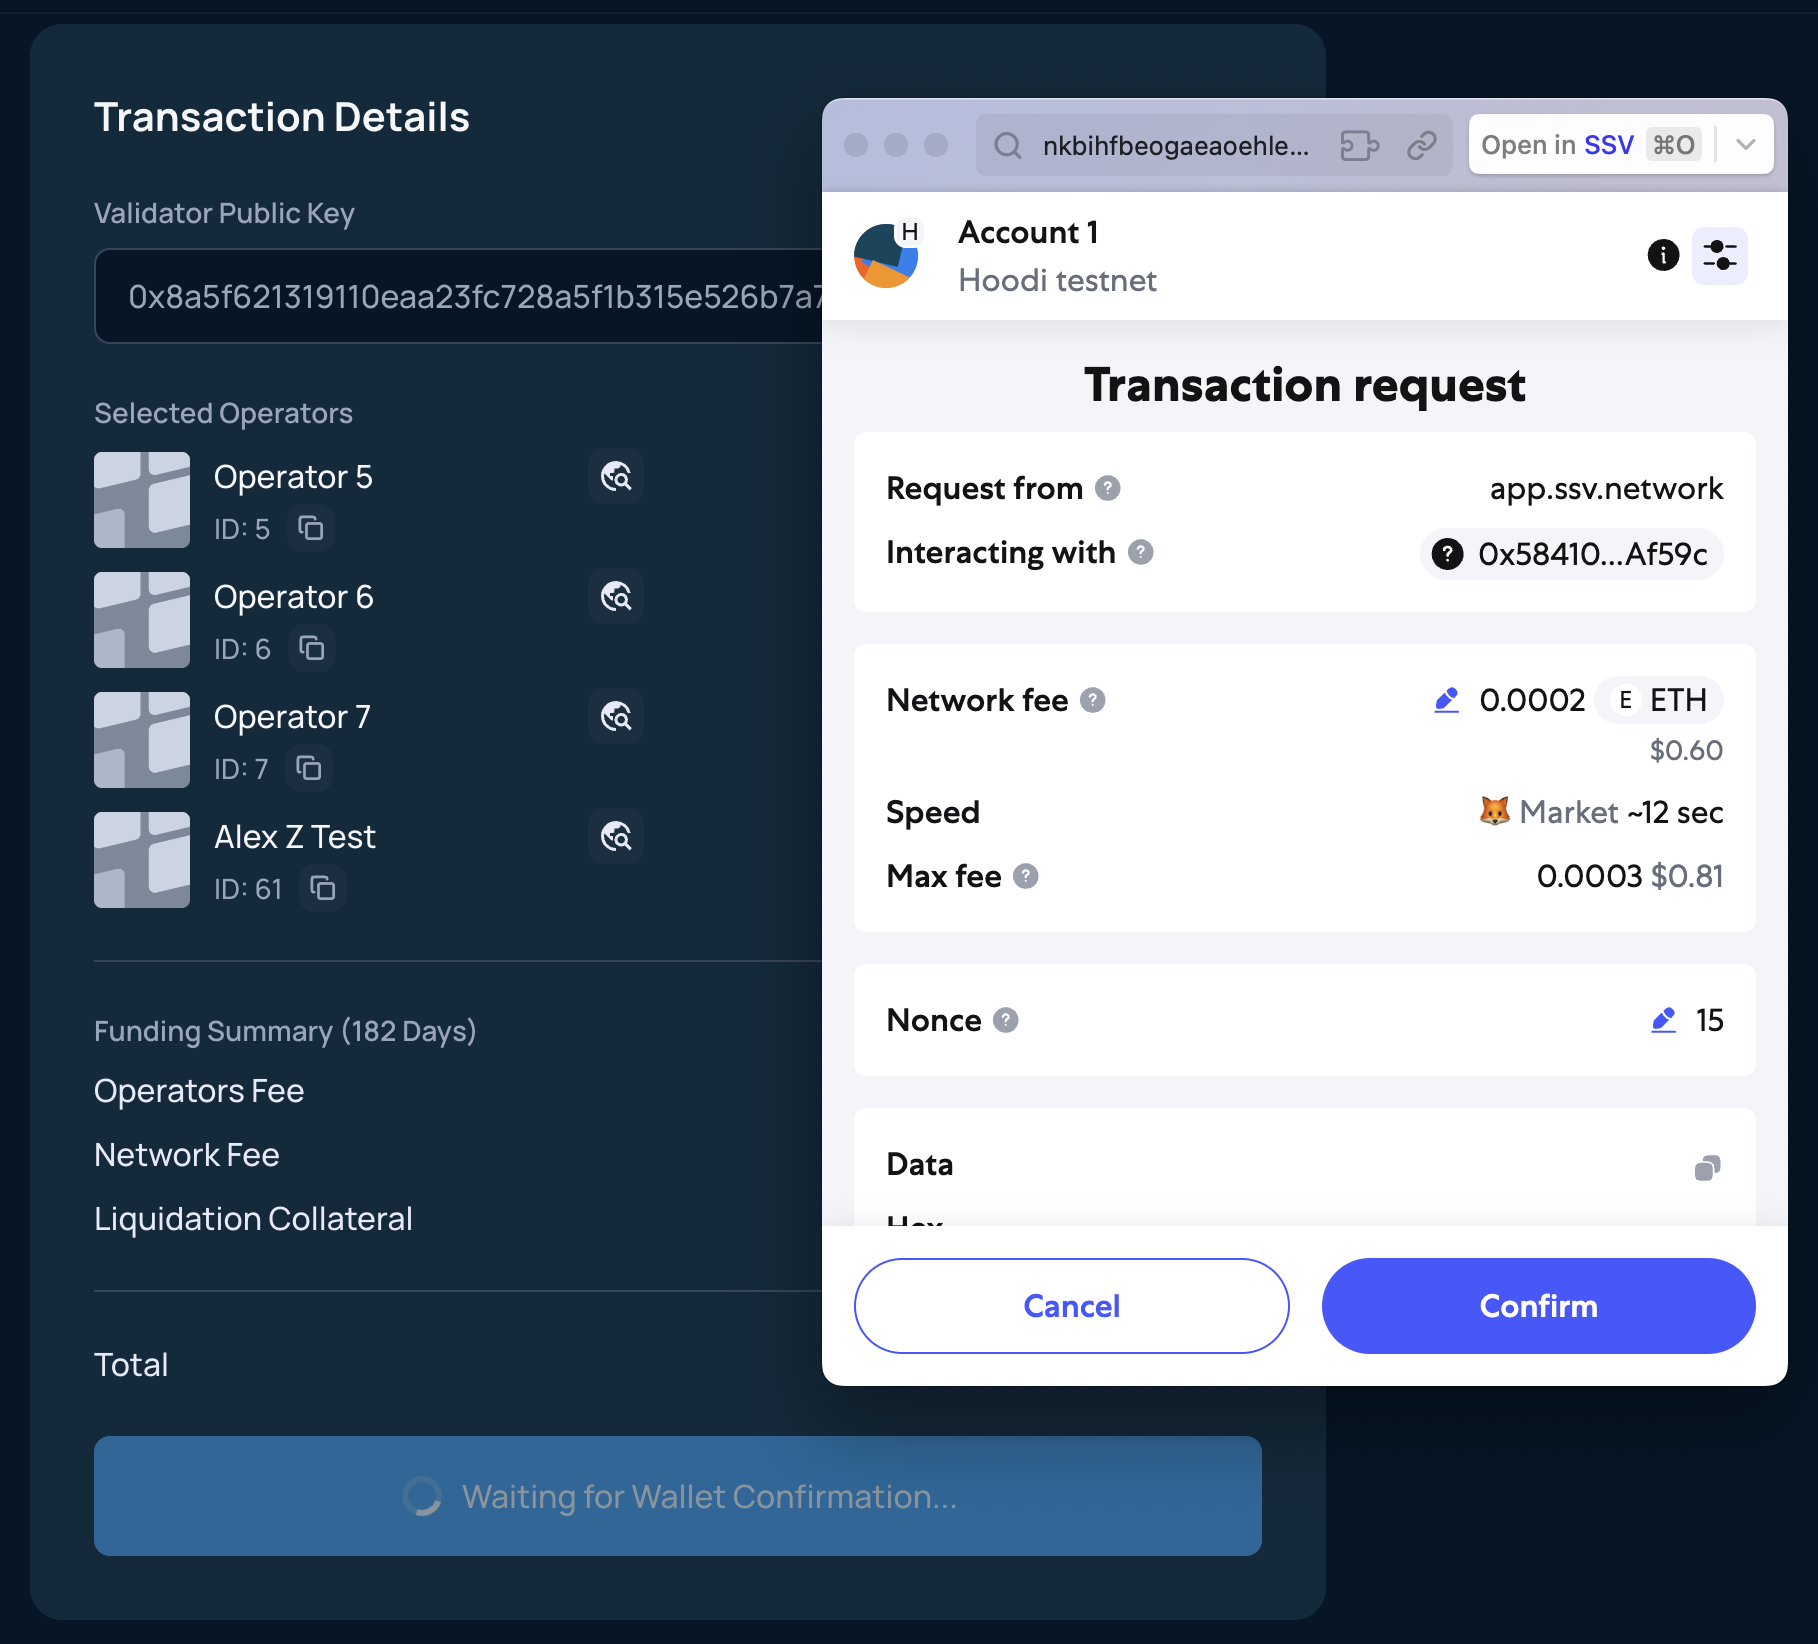 Transaction Details
Validator Public Key
0x8a5f621319110eaa23fc728a5f1b315e526b7a7
Selected Operators
Operator 5
ID: 5
Operator 6
ID: 6
Operator 7
ID: 7
Alex Z Test
ID: 61
Funding Summary (182 Days)
Operators Fee
Network Fee
Liquidation Collateral
Total
Waiting for Wallet Confirmation...
nkbihfbeogaeaoehle...
Open in SSV ⌘O
H
Account 1
Hoodi testnet
Transaction request
Request from ? app.ssv.network
Interacting with ? ? 0x58410...Af59c
Network fee ? 0.0002 E ETH
$0.60
Speed 🦊 Market ~12 sec
Max fee ? 0.0003 $0.81
Nonce ? 15
Data
Hex
Cancel
Confirm